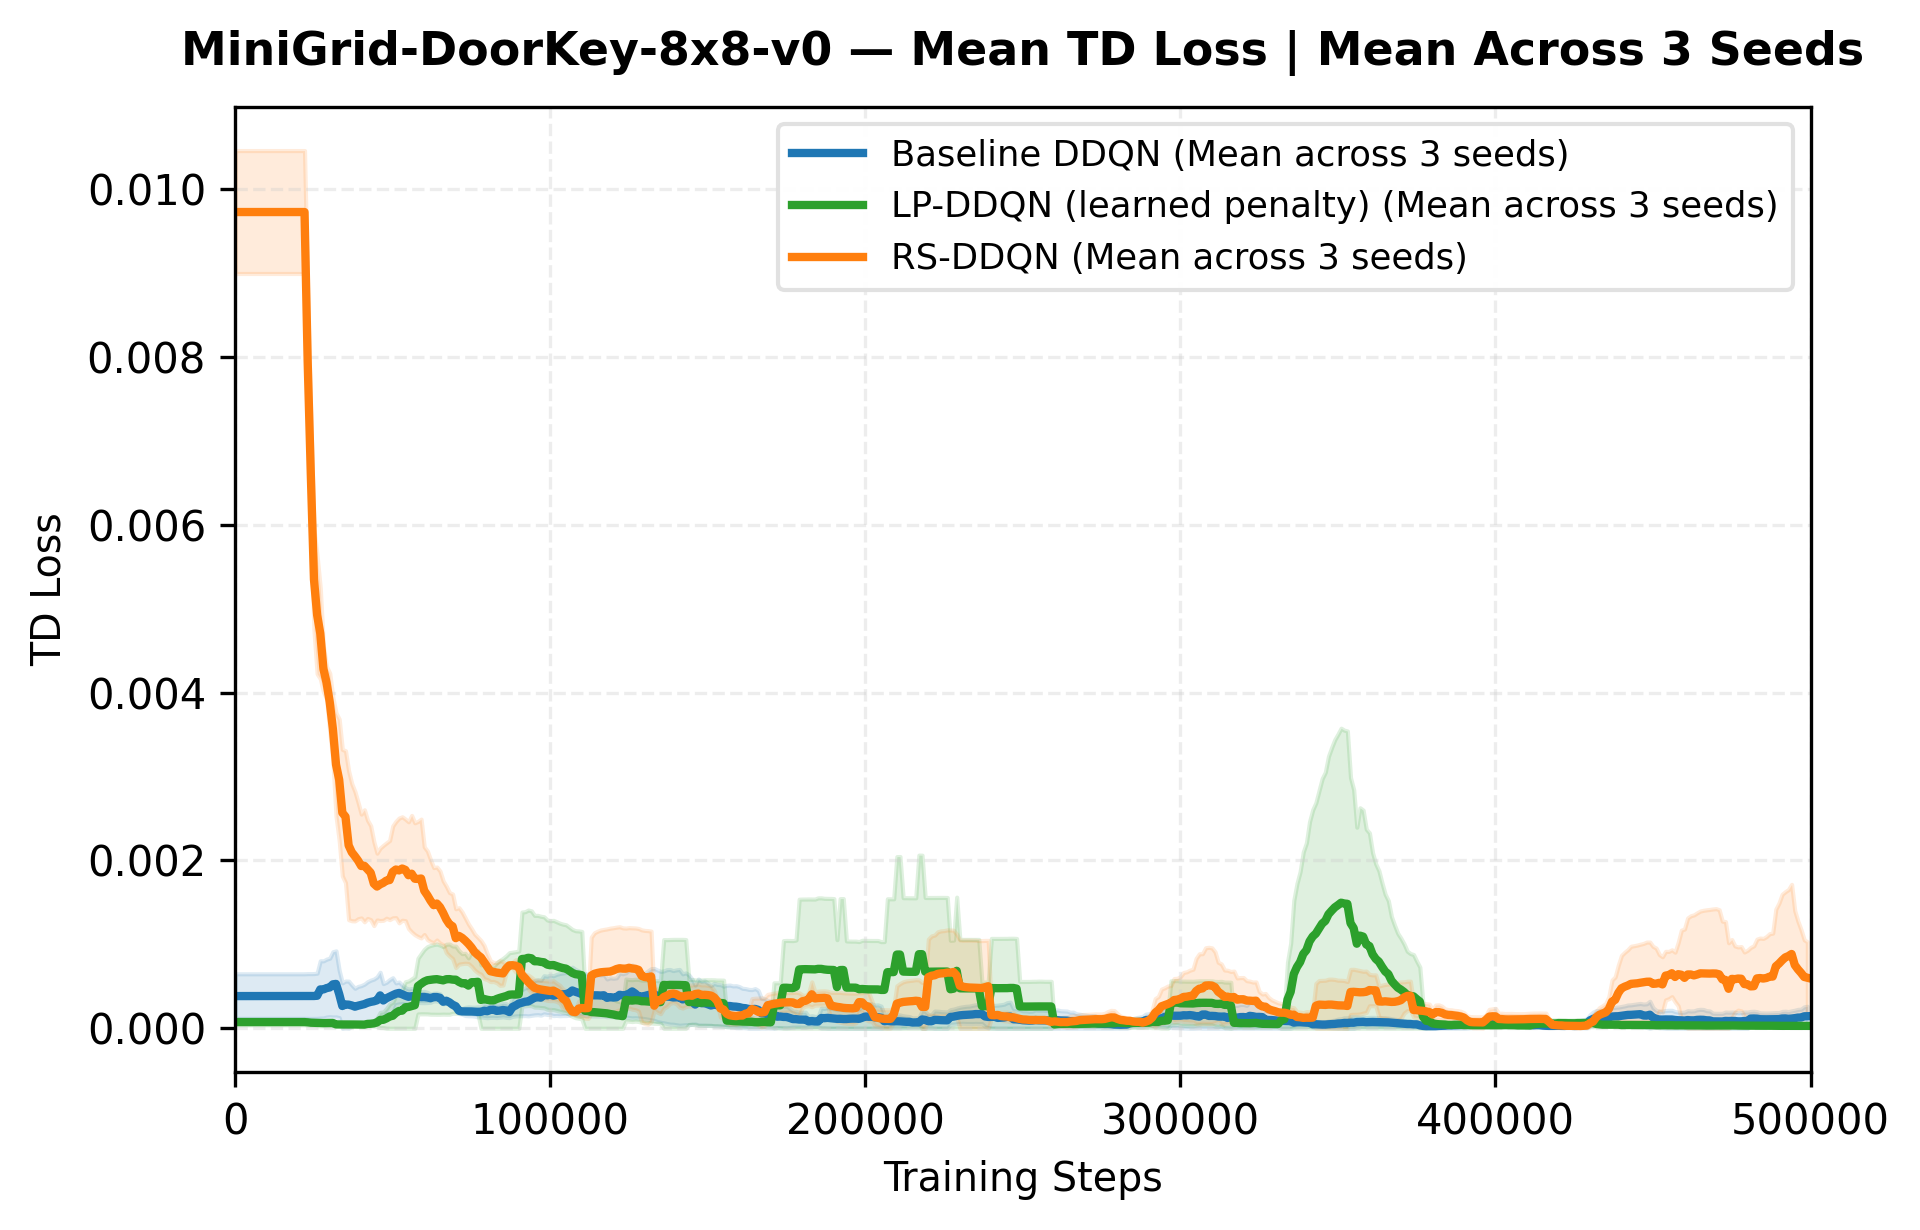 MiniGrid-DoorKey-8x8-v0 — Mean TD Loss | Mean Across 3 Seeds
Baseline DDQN (Mean across 3 seeds)
LP-DDQN (learned penalty) (Mean across 3 seeds)
RS-DDQN (Mean across 3 seeds)
0.010
0.008
0.006
0.004
0.002
0.000
TD Loss
0 100000 200000 300000 400000 500000
Training Steps